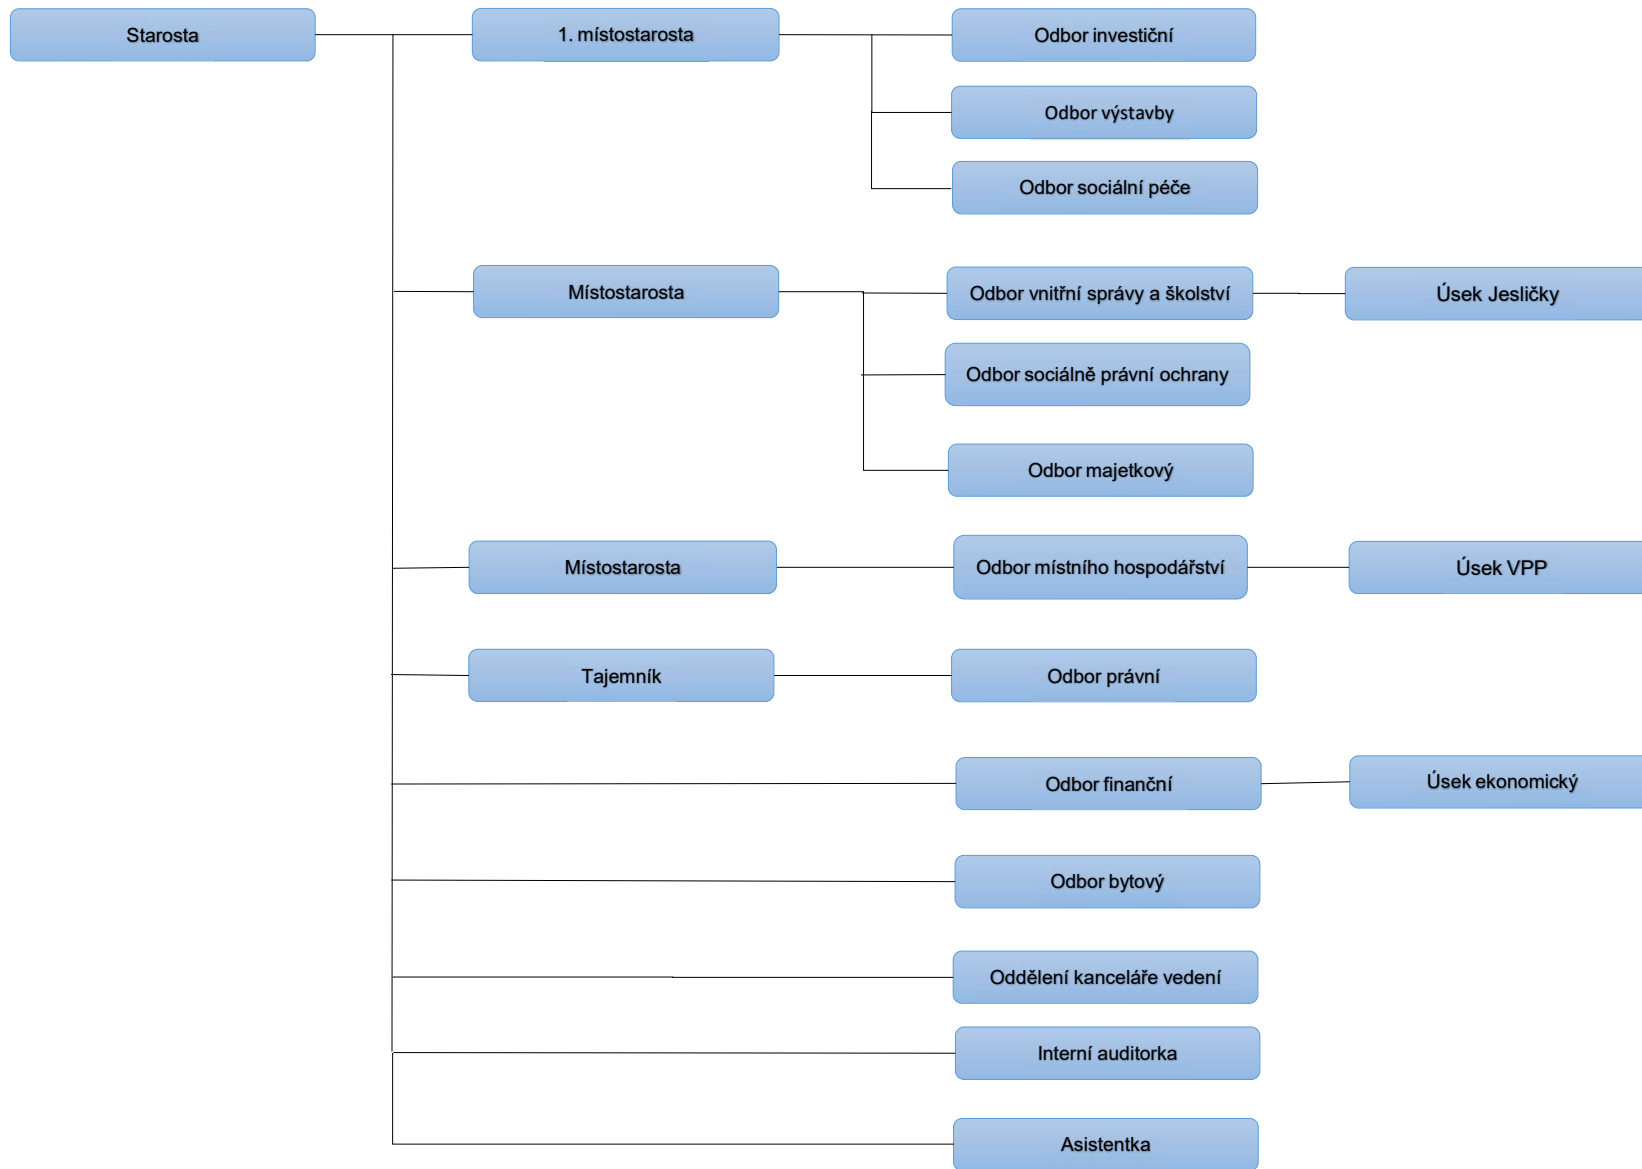 Starosta
1. místostarosta
Odbor investiční
Odbor výstavby
Odbor sociální péče
Místostarosta
Odbor vnitřní správy a školství
Úsek Jesličky
Odbor sociálně právní ochrany
Odbor majetkový
Místostarosta
Odbor místního hospodářství
Úsek VPP
Tajemník
Odbor právní
Odbor finanční
Úsek ekonomický
Odbor bytový
Oddělení kanceláře vedení
Interní auditorka
Asistentka